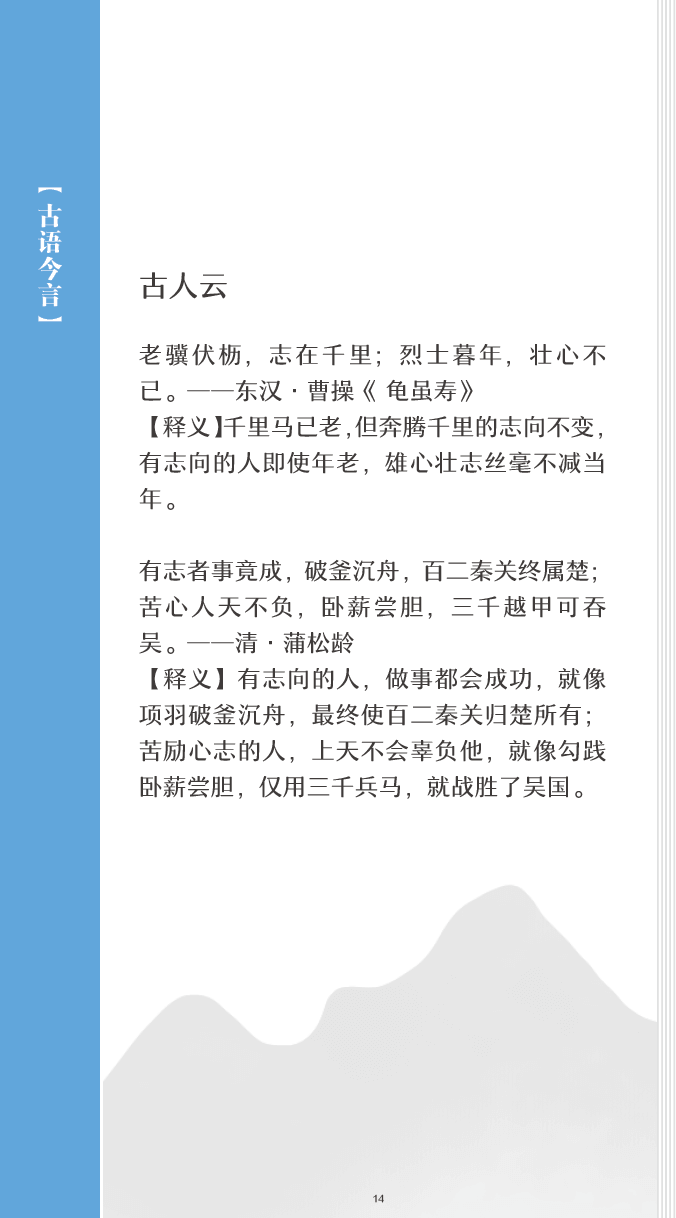 【古语今言】
古人云
老骥伏枥，志在千里；烈士暮年，壮心不
已。——东汉·曹操《 龟虽寿》
【释义】千里马已老,但奔腾千里的志向不变，
有志向的人即使年老，雄心壮志丝毫不减当
年。
有志者事竟成，破釜沉舟，百二秦关终属楚；
苦心人天不负，卧薪尝胆，三千越甲可吞
吴。——清·蒲松龄
【释义】有志向的人，做事都会成功，就像
项羽破釜沉舟，最终使百二秦关归楚所有；
苦励心志的人，上天不会辜负他，就像勾践
卧薪尝胆，仅用三千兵马，就战胜了吴国。
14